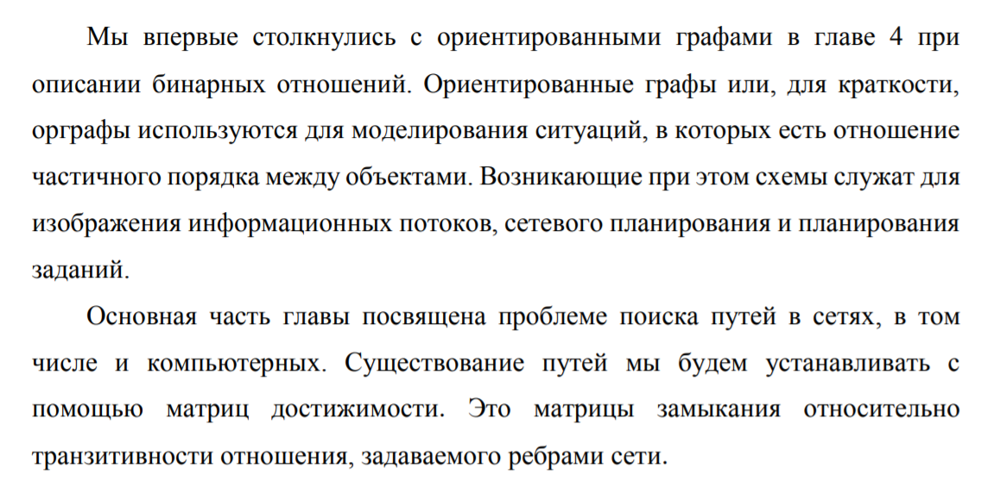 Мы впервые столкнулись с ориентированными графами в главе 4 при
описании бинарных отношений. Ориентированные графы или, для краткости,
орграфы используются для моделирования ситуаций, в которых есть отношение
частичного порядка между объектами. Возникающие при этом схемы служат для
изображения информационных потоков, сетевого планирования и планирования
заданий.
Основная часть главы посвящена проблеме поиска путей в сетях, в том
числе и компьютерных. Существование путей мы будем устанавливать с
помощью матриц достижимости. Это матрицы замыкания относительно
транзитивности отношения, задаваемого ребрами сети.